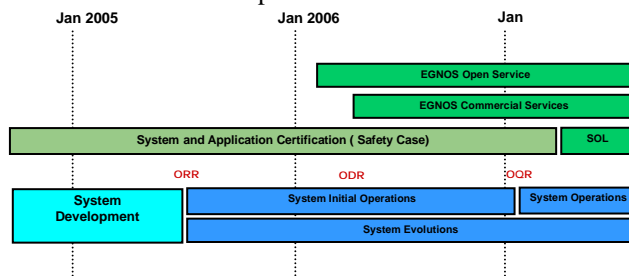 Jan 2005 Jan 2006 Jan
EGNOS Open Service
EGNOS Commercial Services
System and Application Certification ( Safety Case) SOL
ORR ODR OQR
System Development System Initial Operations System Operations
System Evolutions